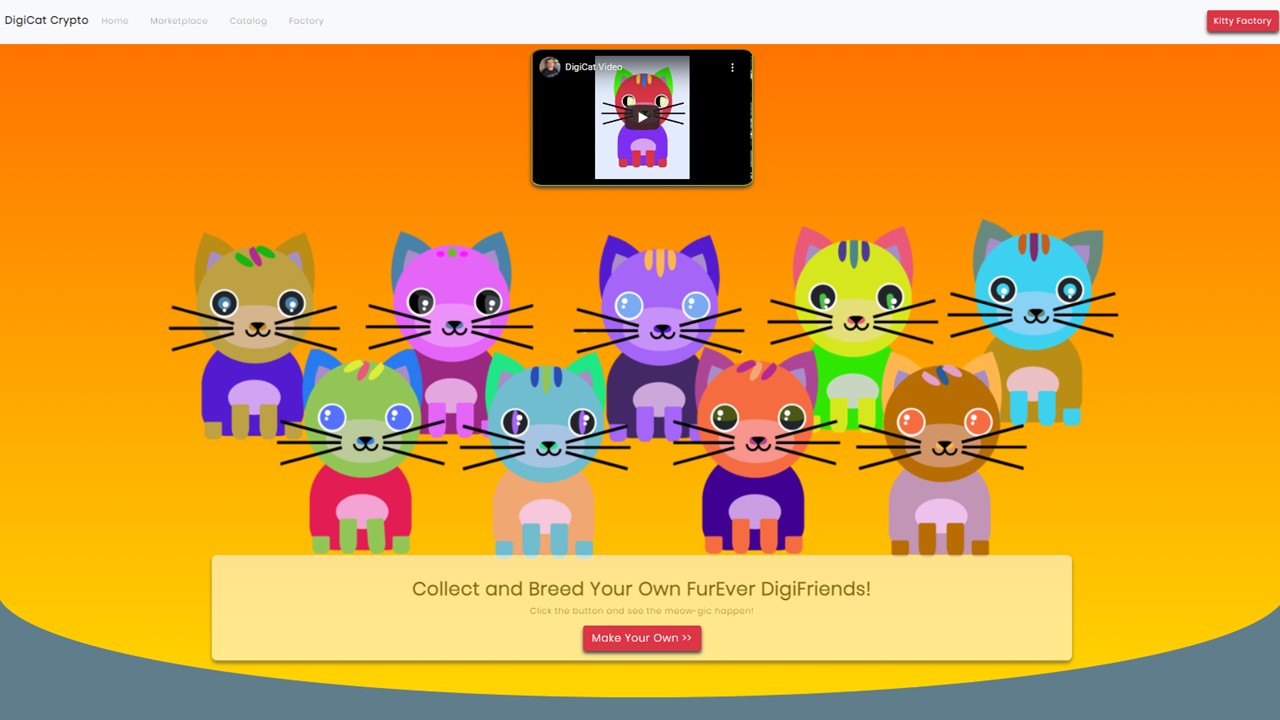 DigiCat Crypto
Home
Marketplace
Catalog
Factory
Kitty Factory
DigiCat Video
Collect and Breed Your Own FurEver DigiFriends!
Click the button and see the meow-gic happen!
Make Your Own >>